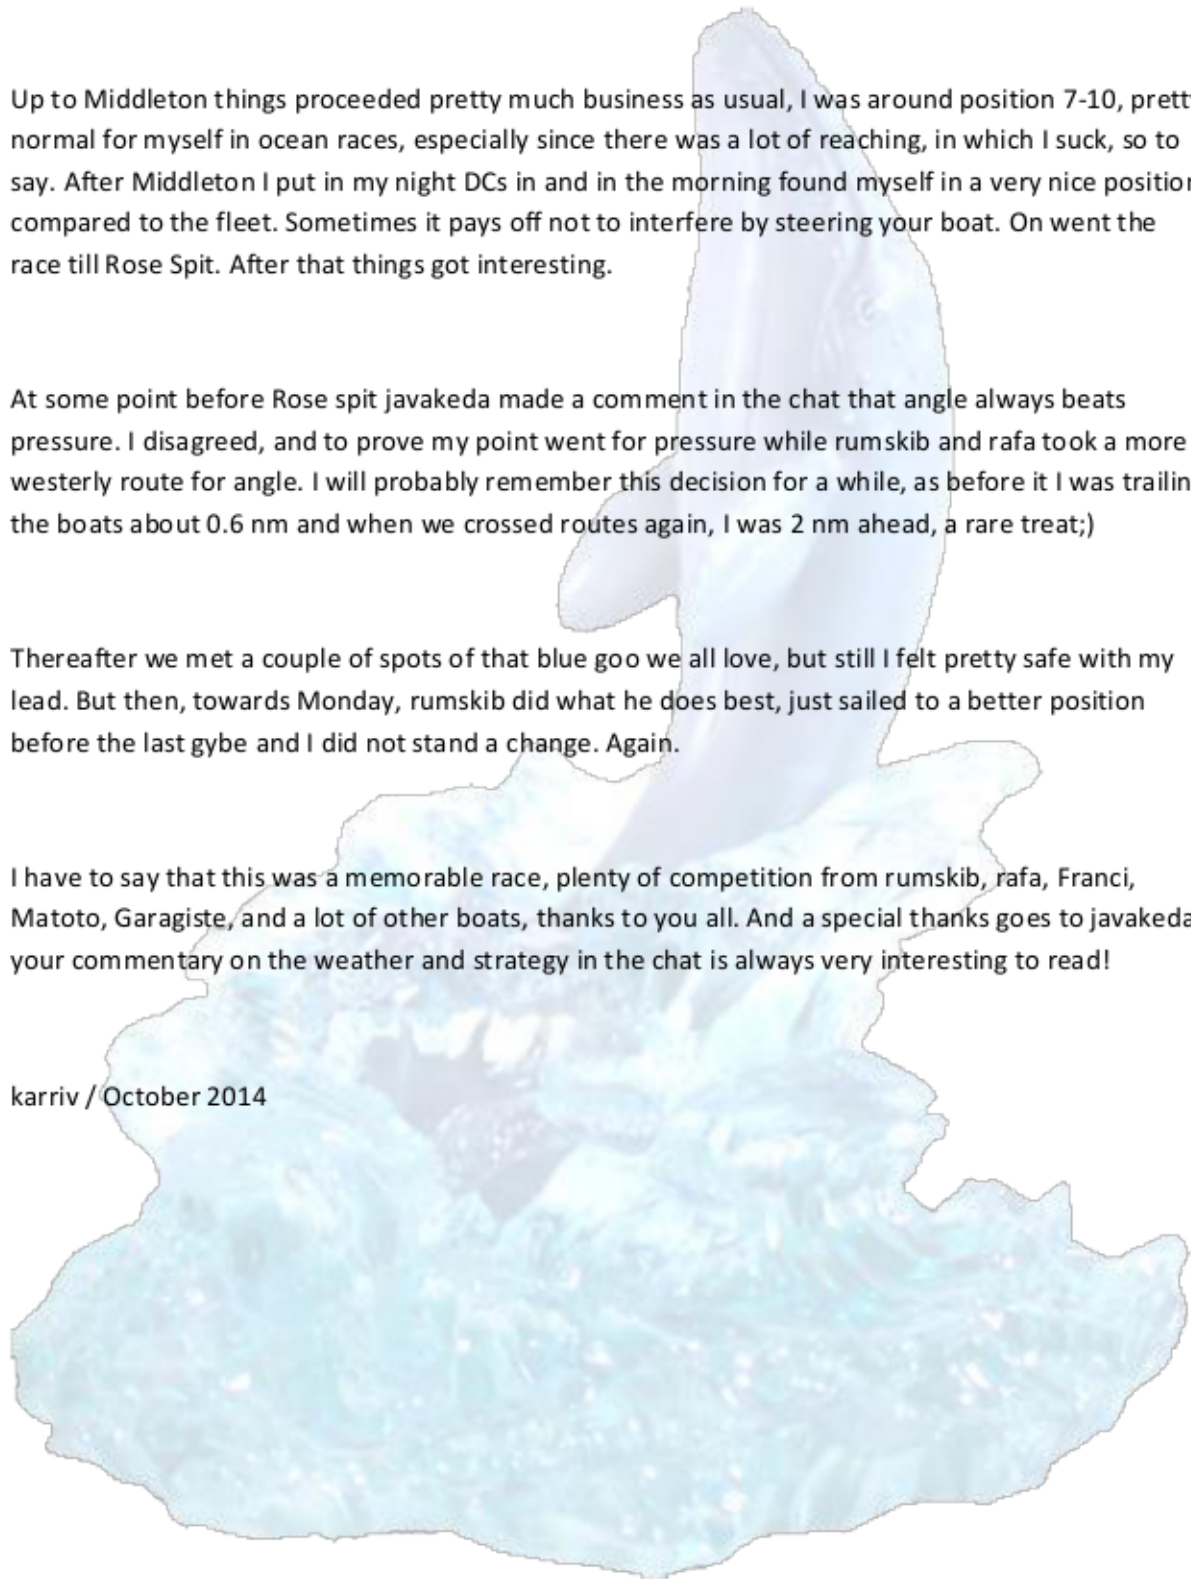 Up to Middleton things proceeded pretty much business as usual, I was around position 7-10, prett
normal for myself in ocean races, especially since there was a lot of reaching, in which I suck, so to
say. After Middleton I put in my night DCs in and in the morning found myself in a very nice position
compared to the fleet. Sometimes it pays off not to interfere by steering your boat. On went the
race till Rose Spit. After that things got interesting.
At some point before Rose spit javakeda made a comment in the chat that angle always beats
pressure. I disagreed, and to prove my point went for pressure while rumskib and rafa took a more
westerly route for angle. I will probably remember this decision for a while, as before it I was trailin
the boats about 0.6 nm and when we crossed routes again, I was 2 nm ahead, a rare treat;)
Thereafter we met a couple of spots of that blue goo we all love, but still I felt pretty safe with my
lead. But then, towards Monday, rumskib did what he does best, just sailed to a better position
before the last gybe and I did not stand a change. Again.
I have to say that this was a memorable race, plenty of competition from rumskib, rafa, Franci,
Matoto, Garagiste, and a lot of other boats, thanks to you all. And a special thanks goes to javakeda
your commentary on the weather and strategy in the chat is always very interesting to read!
karriv / October 2014